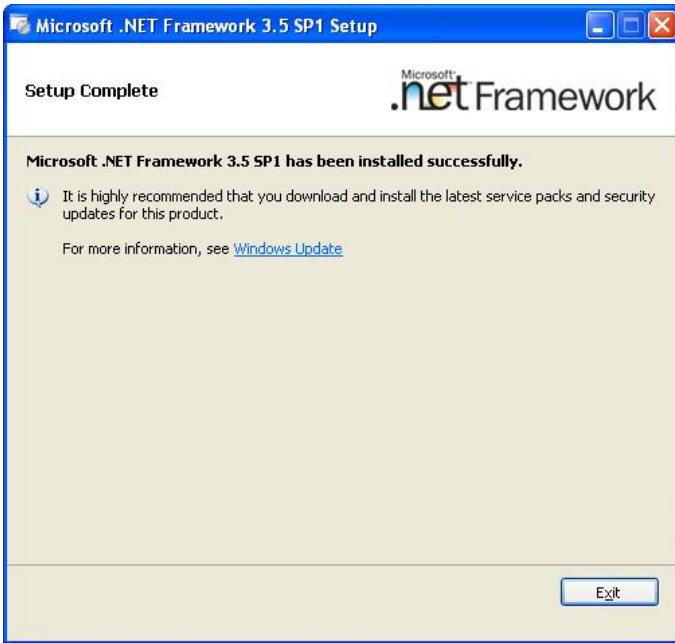 Microsoft .NET Framework 3.5 SP1 Setup
Setup Complete
Microsoft
.net Framework
Microsoft .NET Framework 3.5 SP1 has been installed successfully.
It is highly recommended that you download and install the latest service packs and security
updates for this product.
For more information, see Windows Update
Exit